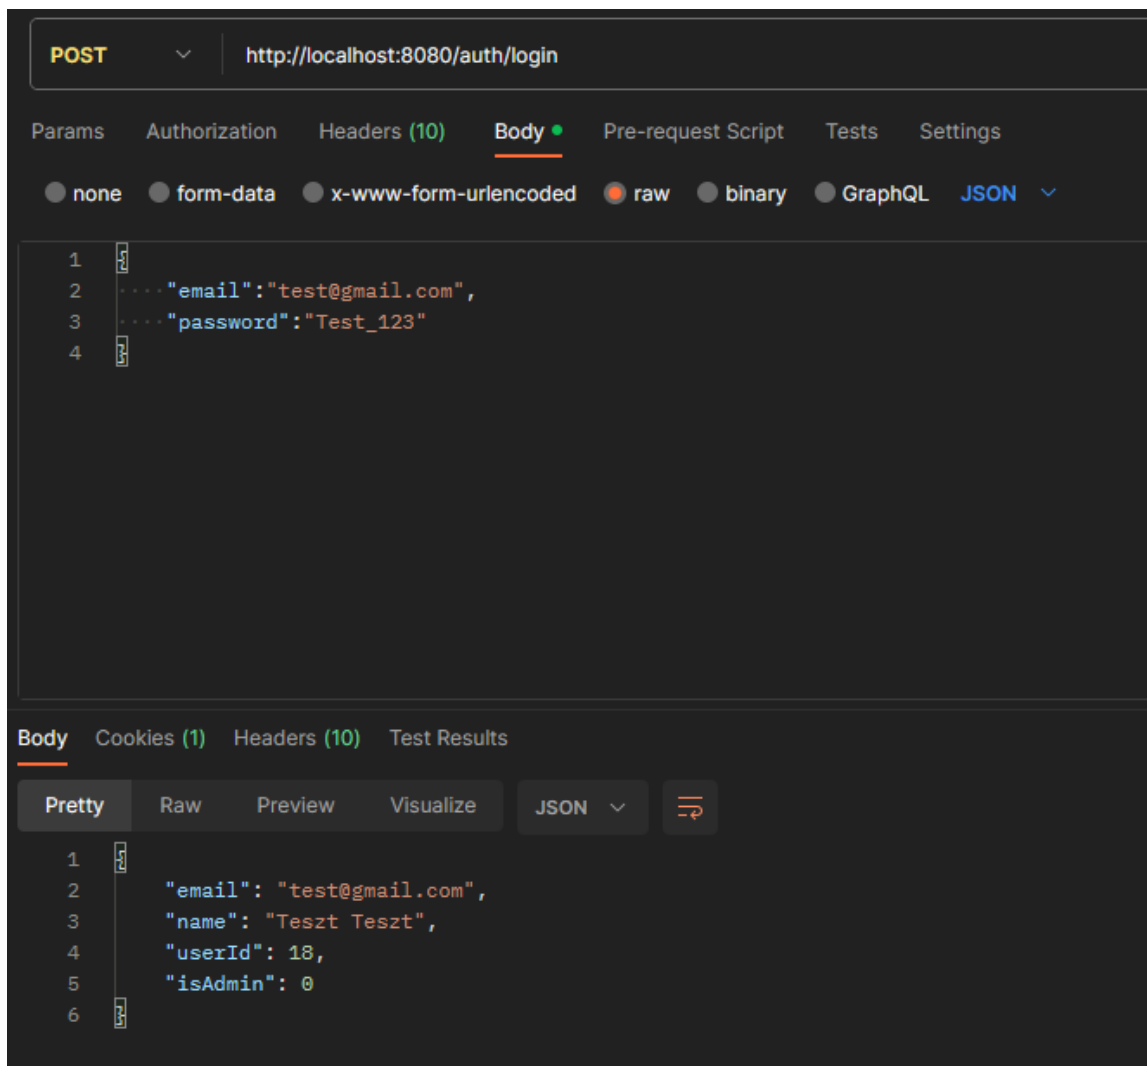 POST http://localhost:8080/auth/login
Params Authorization Headers (10) Body Pre-request Script Tests Settings
none form-data x-www-form-urlencoded raw binary GraphQL JSON
1 {
2 ····"email":"test@gmail.com",
3 ····"password":"Test_123"
4 }
Body Cookies (1) Headers (10) Test Results
Pretty Raw Preview Visualize JSON
1 {
2 "email": "test@gmail.com",
3 "name": "Teszt Teszt",
4 "userId": 18,
5 "isAdmin": 0
6 }